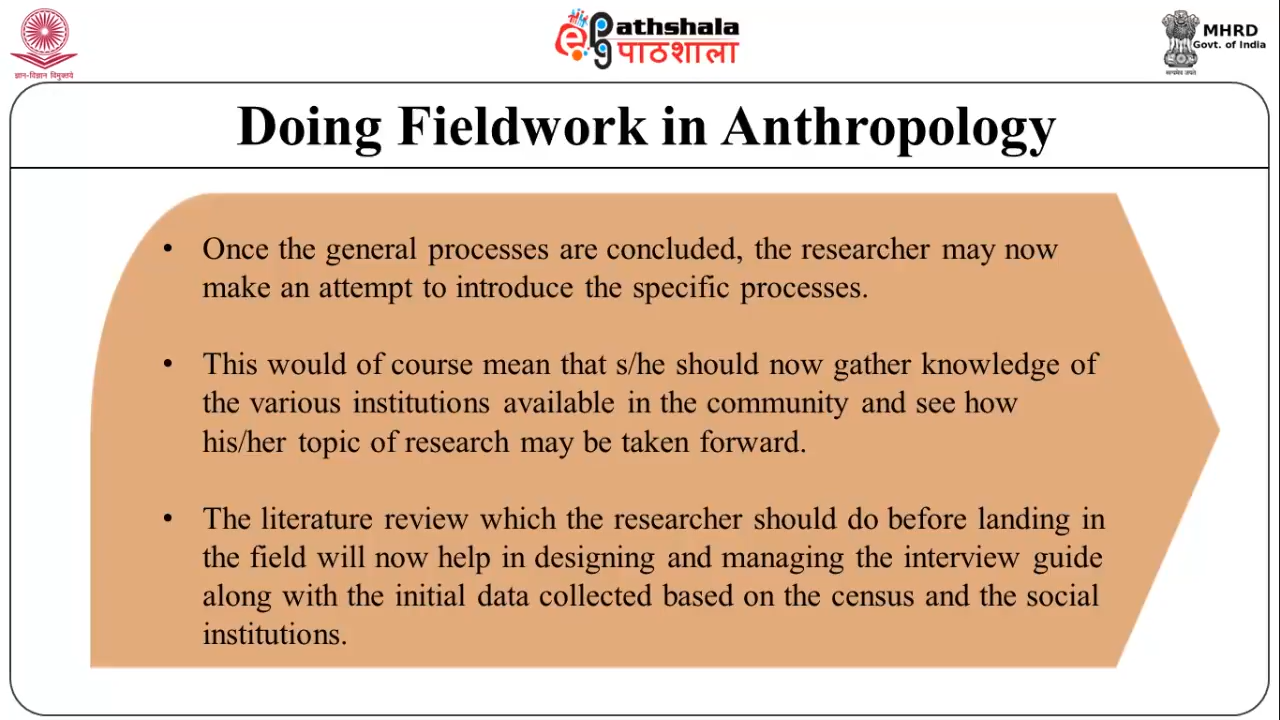 ज्ञान-विज्ञान विमुक्तये
ePathshala
पाठशाला
MHRD
Govt. of India
सत्यमेव जयते
Doing Fieldwork in Anthropology
• Once the general processes are concluded, the researcher may now
make an attempt to introduce the specific processes.
• This would of course mean that s/he should now gather knowledge of
the various institutions available in the community and see how
his/her topic of research may be taken forward.
• The literature review which the researcher should do before landing in
the field will now help in designing and managing the interview guide
along with the initial data collected based on the census and the social
institutions.